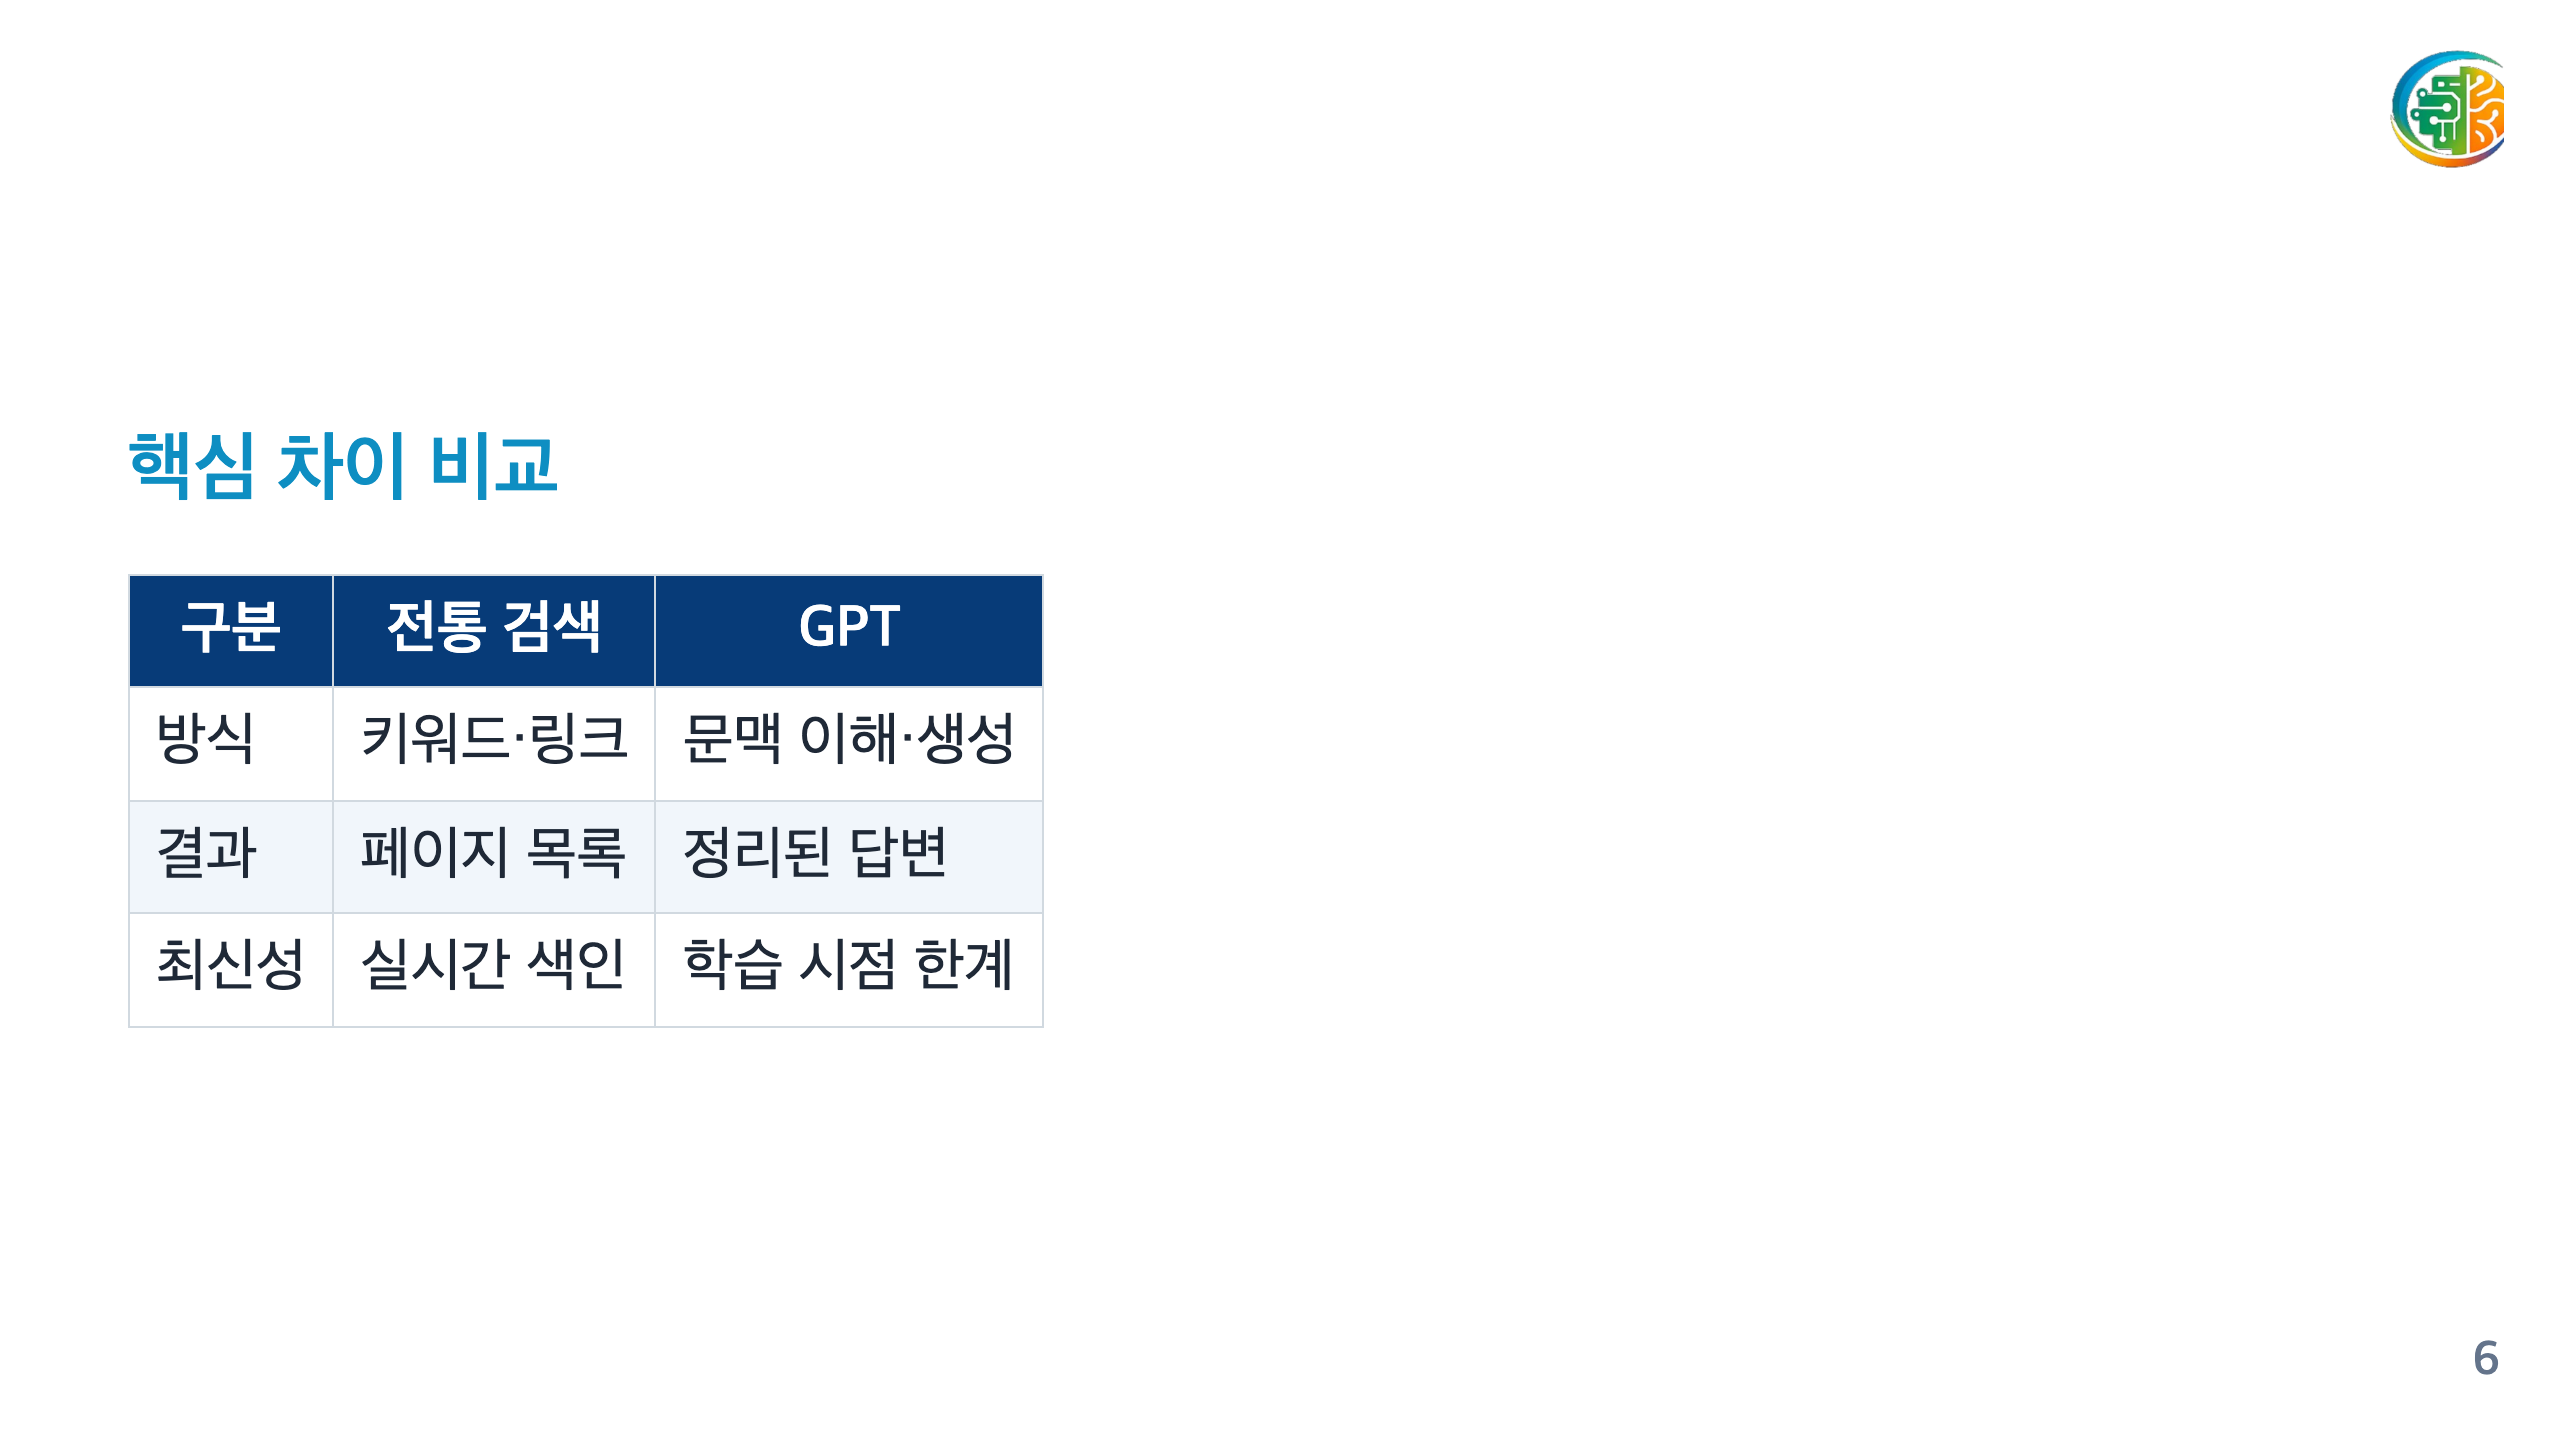 핵심 차이 비교
구분 전통 검색 GPT
방식 키워드·링크 문맥 이해·생성
결과 페이지 목록 정리된 답변
최신성 실시간 색인 학습 시점 한계
6